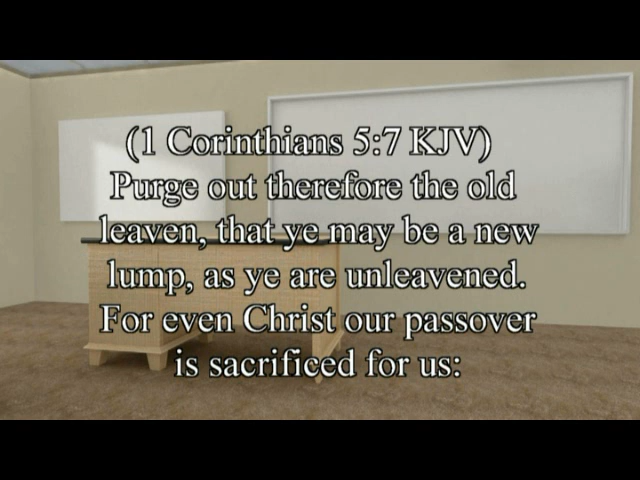 (1 Corinthians 5:7 KJV)
Purge out therefore the old
leaven, that ye may be a new
lump, as ye are unleavened.
For even Christ our passover
is sacrificed for us: